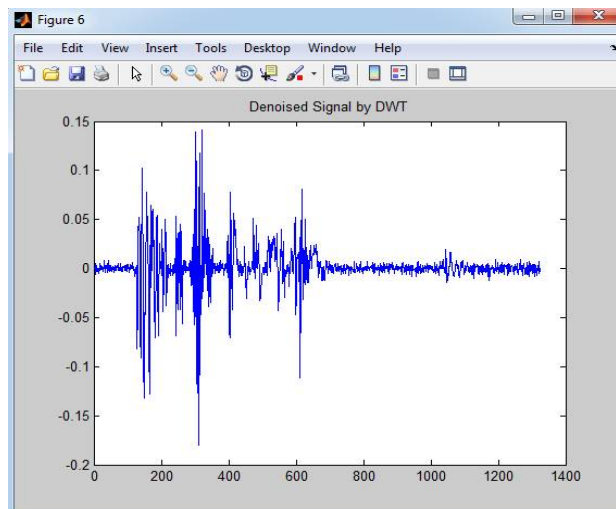 Figure 6
File Edit View Insert Tools Desktop Window Help
Denoised Signal by DWT
0.15
0.1
0.05
0
-0.05
-0.1
-0.15
-0.2
0 200 400 600 800 1000 1200 1400